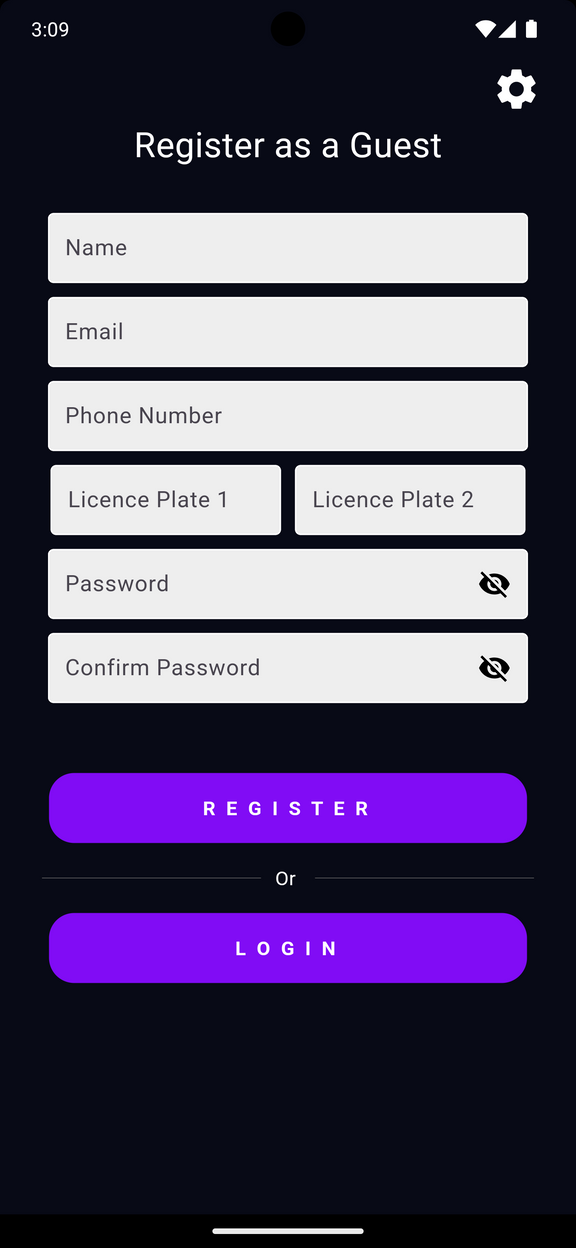 3:09
Register as a Guest
Name
Email
Phone Number
Licence Plate 1 Licence Plate 2
Password
Confirm Password
REGISTER
Or
LOGIN